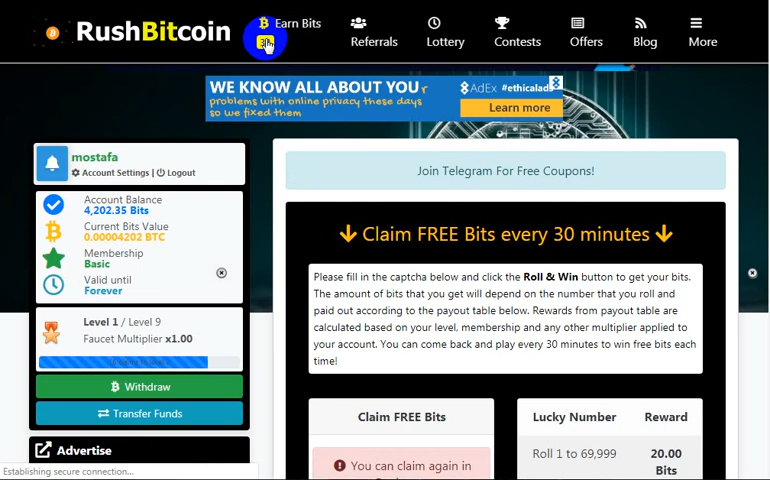 RushBitcoin
Earn Bits
Referrals
Lottery
Contests
Offers
Blog
More
WE KNOW ALL ABOUT YOUr
problems with online privacy these days
so we fixed them
AdEx #ethicalads
Learn more
mostafa
Account Settings | Logout
Account Balance
4,202.35 Bits
Current Bits Value
0.00004202 BTC
Membership
Basic
Valid until
Forever
Level 1 / Level 9
Faucet Multiplier x1.00
Withdraw
Transfer Funds
Advertise
Establishing secure connection...
Join Telegram For Free Coupons!
Claim FREE Bits every 30 minutes
Please fill in the captcha below and click the Roll & Win button to get your bits.
The amount of bits that you get will depend on the number that you roll and
paid out according to the payout table below. Rewards from payout table are
calculated based on your level, membership and any other multiplier applied to
your account. You can come back and play every 30 minutes to win free bits each
time!
Claim FREE Bits
You can claim again in
Lucky Number Reward
Roll 1 to 69,999 20.00
Bits